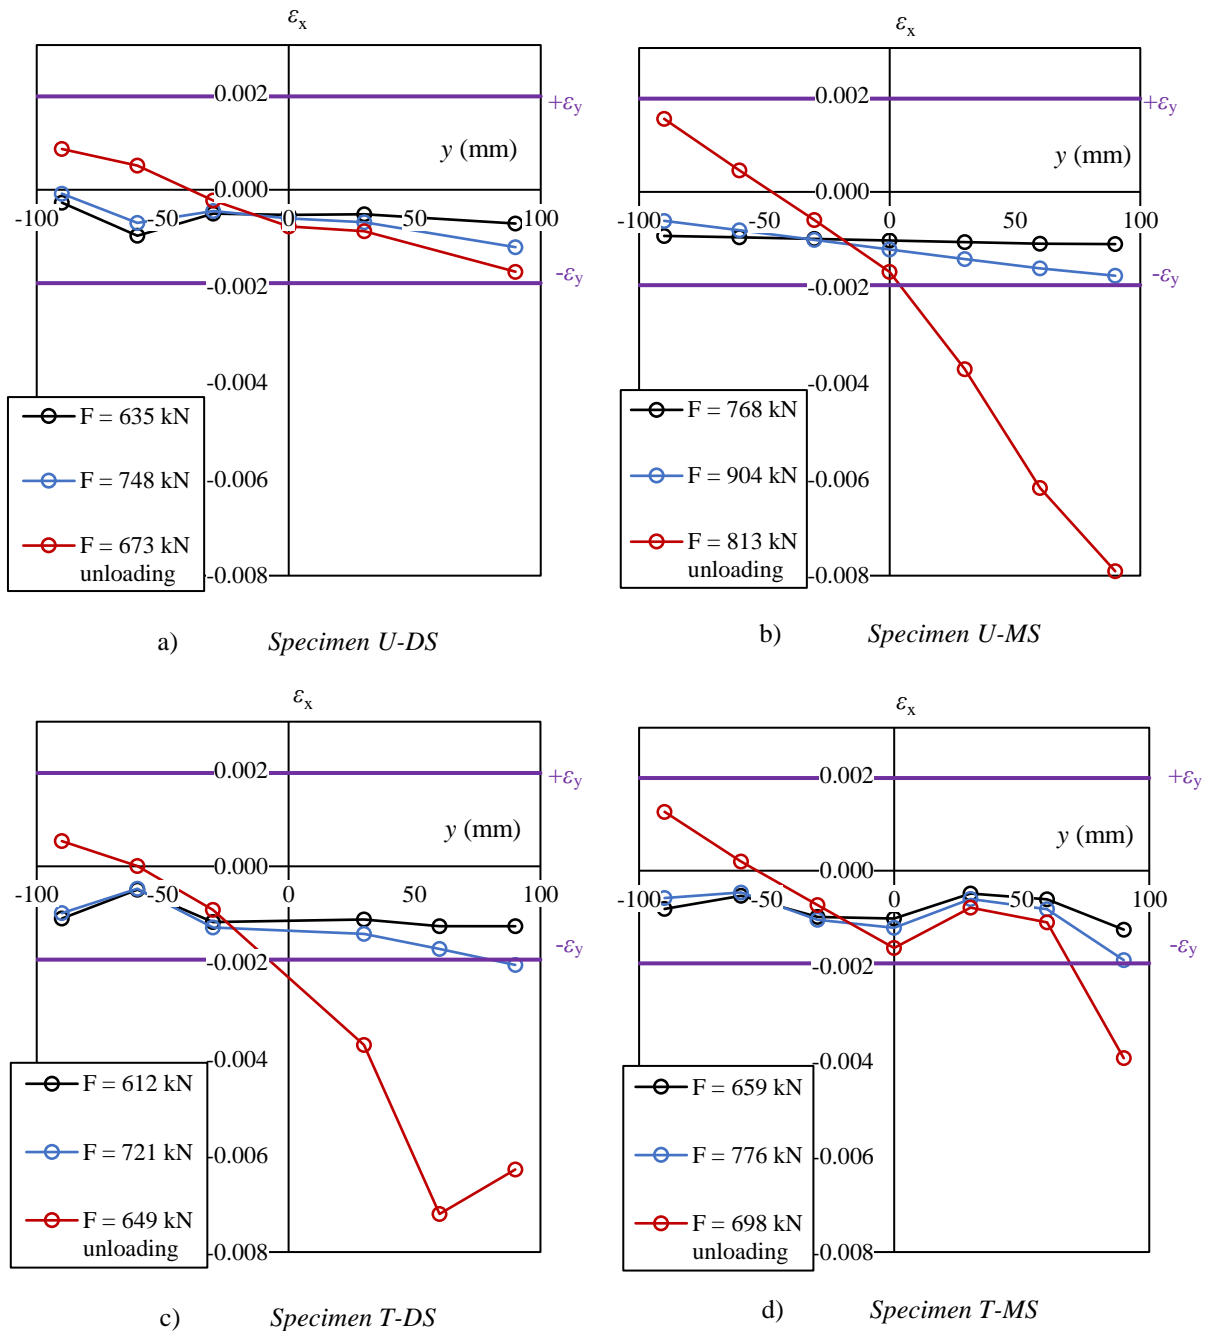 εx
0.002
+εy
y (mm)
0.000
-100
-50
0
50
100
-εy
-0.002
-0.004
F = 635 kN
F = 748 kN
-0.006
F = 673 kN
unloading
-0.008
a) Specimen U-DS
εx
0.002
+εy
y (mm)
0.000
-100
-50
0
50
100
-εy
-0.002
-0.004
F = 768 kN
F = 904 kN
-0.006
F = 813 kN
unloading
-0.008
b) Specimen U-MS
εx
0.002
+εy
y (mm)
0.000
-100
-50
0
50
100
-εy
-0.002
-0.004
F = 612 kN
F = 721 kN
-0.006
F = 649 kN
unloading
-0.008
c) Specimen T-DS
εx
0.002
+εy
y (mm)
0.000
-100
-50
0
50
100
-εy
-0.002
-0.004
F = 659 kN
F = 776 kN
-0.006
F = 698 kN
unloading
-0.008
d) Specimen T-MS